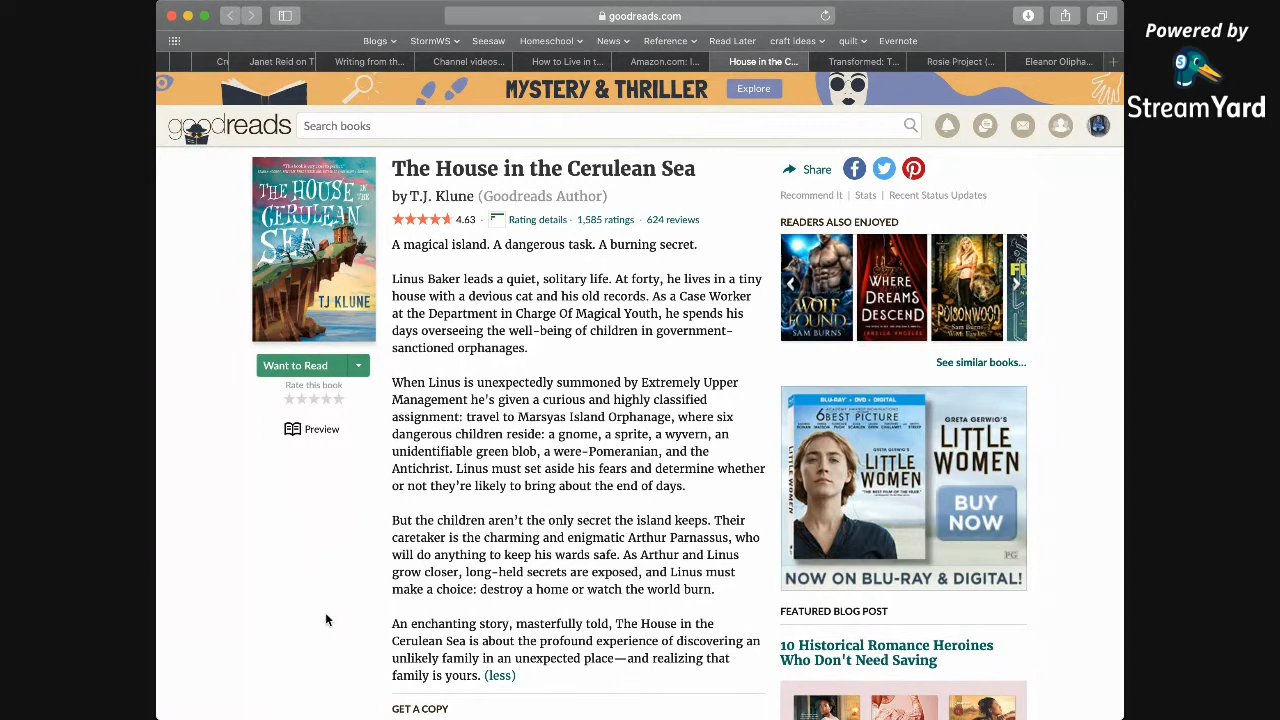 goodreads.com
Powered by
StreamYard
Blogs StormWS Seesaw Homeschool News Reference Read Later craft ideas quilt Evernote
Cr Janet Reid on T Writing from th... Channel videos... How to Live in t... Amazon.com: I... House in the C... Transformed: T... Rosie Project (... Eleanor Olipha...
MYSTERY & THRILLER
Explore
goodreads
Search books
THE HOUSE IN THE CERULEAN SEA
TJ KLUNE
Want to Read
Rate this book
Preview
The House in the Cerulean Sea
by T.J. Klune (Goodreads Author)
4.63 · Rating details · 1,585 ratings · 624 reviews
A magical island. A dangerous task. A burning secret.
Linus Baker leads a quiet, solitary life. At forty, he lives in a tiny
house with a devious cat and his old records. As a Case Worker
at the Department in Charge Of Magical Youth, he spends his
days overseeing the well-being of children in government-
sanctioned orphanages.
When Linus is unexpectedly summoned by Extremely Upper
Management he's given a curious and highly classified
assignment: travel to Marsyas Island Orphanage, where six
dangerous children reside: a gnome, a sprite, a wyvern, an
unidentifiable green blob, a were-Pomeranian, and the
Antichrist. Linus must set aside his fears and determine whether
or not they're likely to bring about the end of days.
But the children aren't the only secret the island keeps. Their
caretaker is the charming and enigmatic Arthur Parnassus, who
will do anything to keep his wards safe. As Arthur and Linus
grow closer, long-held secrets are exposed, and Linus must
make a choice: destroy a home or watch the world burn.
An enchanting story, masterfully told, The House in the
Cerulean Sea is about the profound experience of discovering an
unlikely family in an unexpected place—and realizing that
family is yours. (less)
GET A COPY
Share
Recommend It | Stats | Recent Status Updates
READERS ALSO ENJOYED
WOLF FOUND
SAM BURNS
WHERE DREAMS DESCEND
POISONWOOD
Sam Burns
See similar books...
BLU-RAY + DVD + DIGITAL
6 BEST PICTURE
LITTLE WOMEN
GRETA GERWIG'S
LITTLE
WOMEN
BUY
NOW
PG
NOW ON BLU-RAY & DIGITAL!
FEATURED BLOG POST
10 Historical Romance Heroines
Who Don't Need Saving